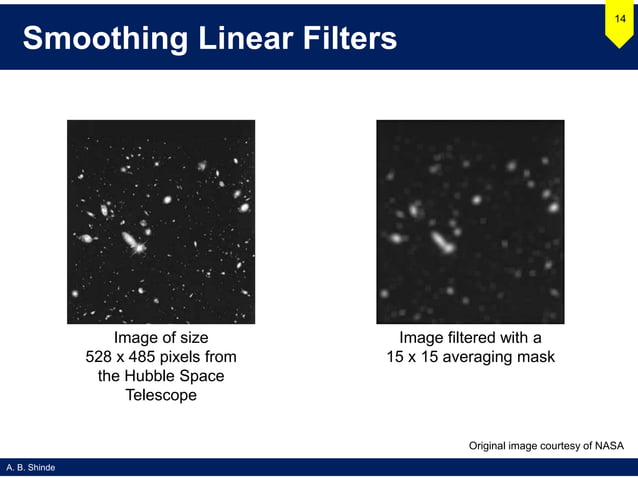 14
Smoothing Linear Filters
Image of size
528 x 485 pixels from
the Hubble Space
Telescope
Image filtered with a
15 x 15 averaging mask
Original image courtesy of NASA
A. B. Shinde